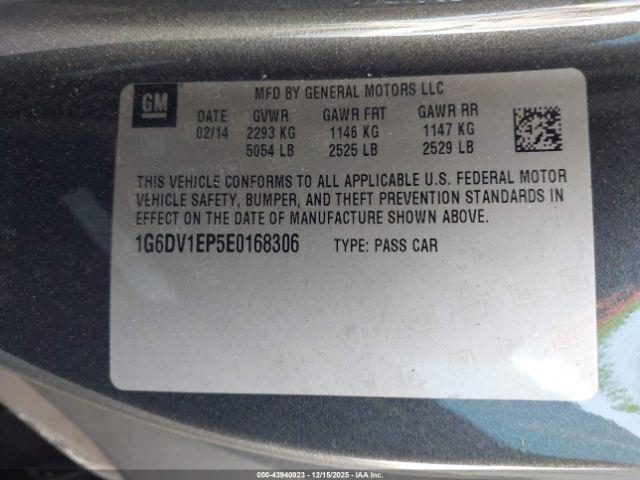 GM
MFD BY GENERAL MOTORS LLC
DATE GVWR GAWR FRT GAWR RR
02/14 2293 KG 1146 KG 1147 KG
5054 LB 2525 LB 2529 LB
THIS VEHICLE CONFORMS TO ALL APPLICABLE U.S. FEDERAL MOTOR
VEHICLE SAFETY, BUMPER, AND THEFT PREVENTION STANDARDS IN
EFFECT ON THE DATE OF MANUFACTURE SHOWN ABOVE.
1G6DV1EP5E0168306 TYPE: PASS CAR
000-43940923 - 12/15/2025 - IAA Inc.